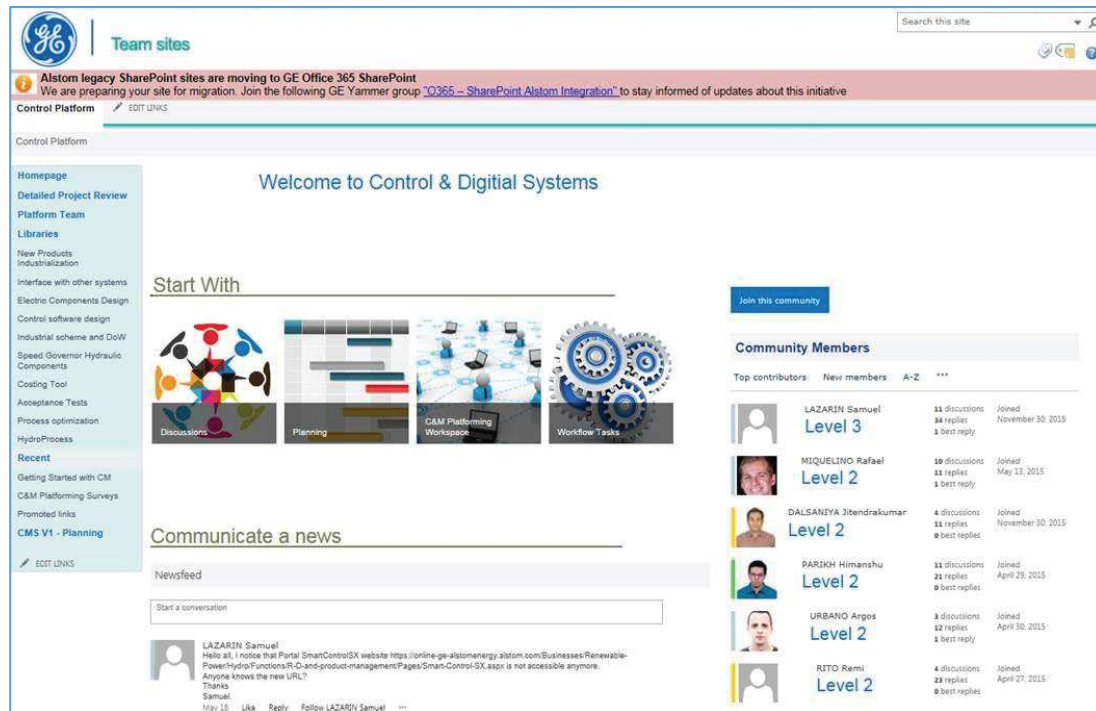 GE
Team sites
Search this site
Alstom legacy SharePoint sites are moving to GE Office 365 SharePoint
We are preparing your site for migration. Join the following GE Yammer group "O365 – SharePoint Alstom Integration" to stay informed of updates about this initiative
Control Platform EDIT LINKS
Control Platform
Homepage
Detailed Project Review
Platform Team
Libraries
New Products
Industrialization
Interface with other systems
Electric Components Design
Control software design
Industrial scheme and DoW
Speed Governor Hydraulic
Components
Costing Tool
Acceptance Tests
Process optimization
HydroProcess
Recent
Getting Started with CM
C&M Platforming Surveys
Promoted links
CMS V1 - Planning
EDIT LINKS
Welcome to Control & Digitial Systems
Start With
Discussions
Planning
C&M Platforming
Workspace
Workflow Tasks
Communicate a news
Newsfeed
Start a conversation
LAZARIN Samuel
Hello all, I notice that Portal SmartControlSX website https://online-ge-alstomenergy.alstom.com/Businesses/Renewable-
Power/Hydro/Functions/R-D-and-product-management/Pages/Smart-Control-SX.aspx is not accessible anymore.
Anyone knows the new URL?
Thanks
Samuel.
May 18 Like Reply Follow LAZARIN Samuel ···
Join this community
Community Members
Top contributors New members A-Z ···
LAZARIN Samuel
Level 3
11 discussions
34 replies
1 best reply
Joined
November 30, 2015
MIQUELINO Rafael
Level 2
10 discussions
11 replies
1 best reply
Joined
May 13, 2015
DALSANIYA Jitendrakumar
Level 2
4 discussions
11 replies
0 best replies
Joined
November 30, 2015
PARIKH Himanshu
Level 2
11 discussions
21 replies
0 best replies
Joined
April 29, 2015
URBANO Argos
Level 2
3 discussions
12 replies
1 best reply
Joined
April 30, 2015
RITO Remi
Level 2
4 discussions
23 replies
0 best replies
Joined
April 27, 2015